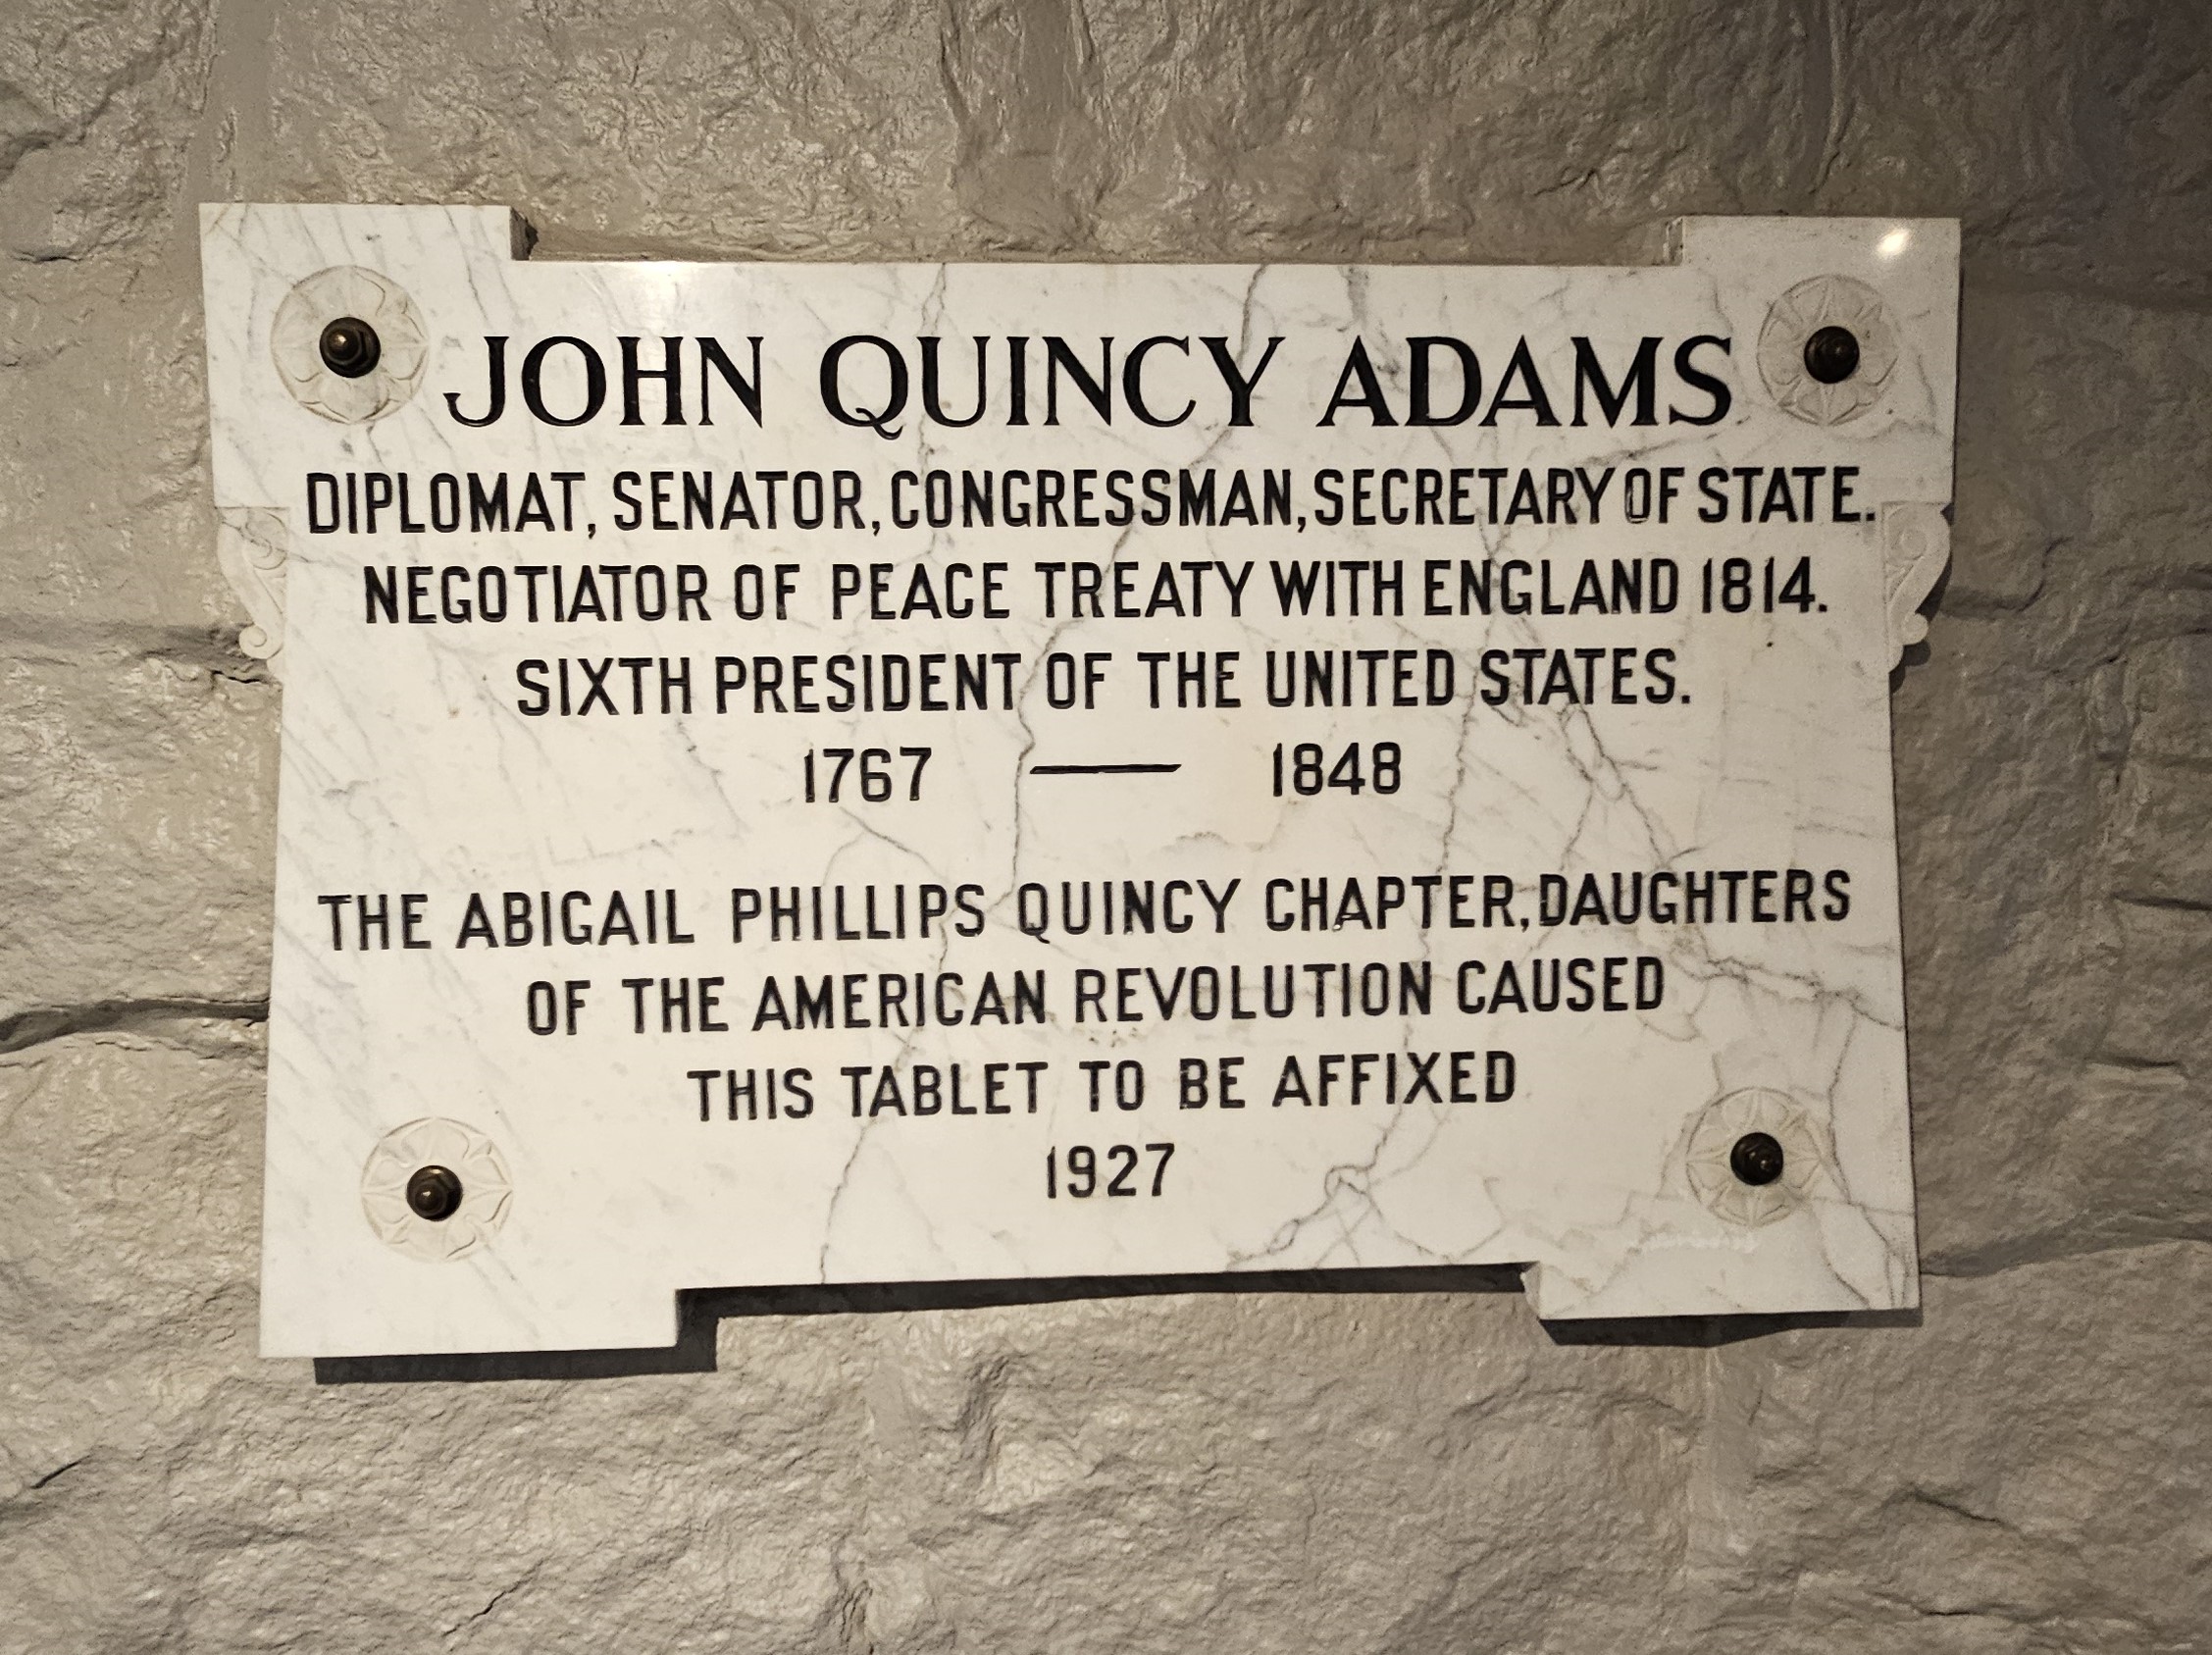 JOHN QUINCY ADAMS
DIPLOMAT, SENATOR, CONGRESSMAN, SECRETARY OF STATE.
NEGOTIATOR OF PEACE TREATY WITH ENGLAND 1814.
SIXTH PRESIDENT OF THE UNITED STATES.
1767 — 1848
THE ABIGAIL PHILLIPS QUINCY CHAPTER, DAUGHTERS
OF THE AMERICAN REVOLUTION CAUSED
THIS TABLET TO BE AFFIXED
1927